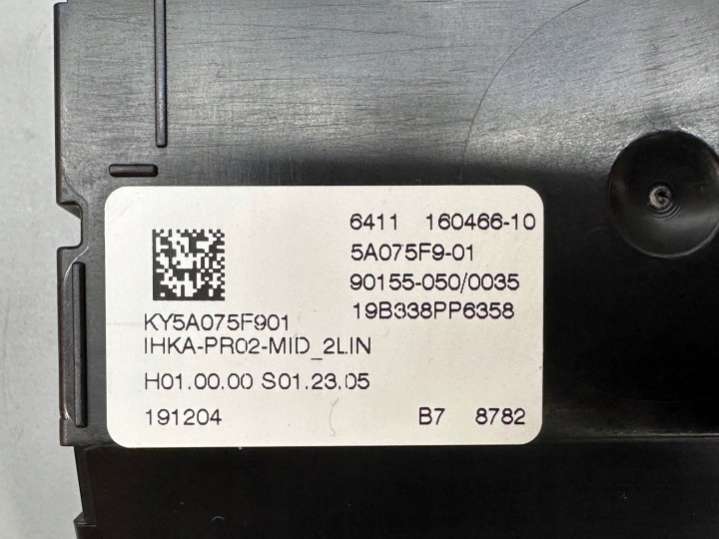 6411 160466-10
5A075F9-01
90155-050/0035
19B338PP6358
KY5A075F901
IHKA-PR02-MID_2LIN
H01.00.00 S01.23.05
191204 B7 8782